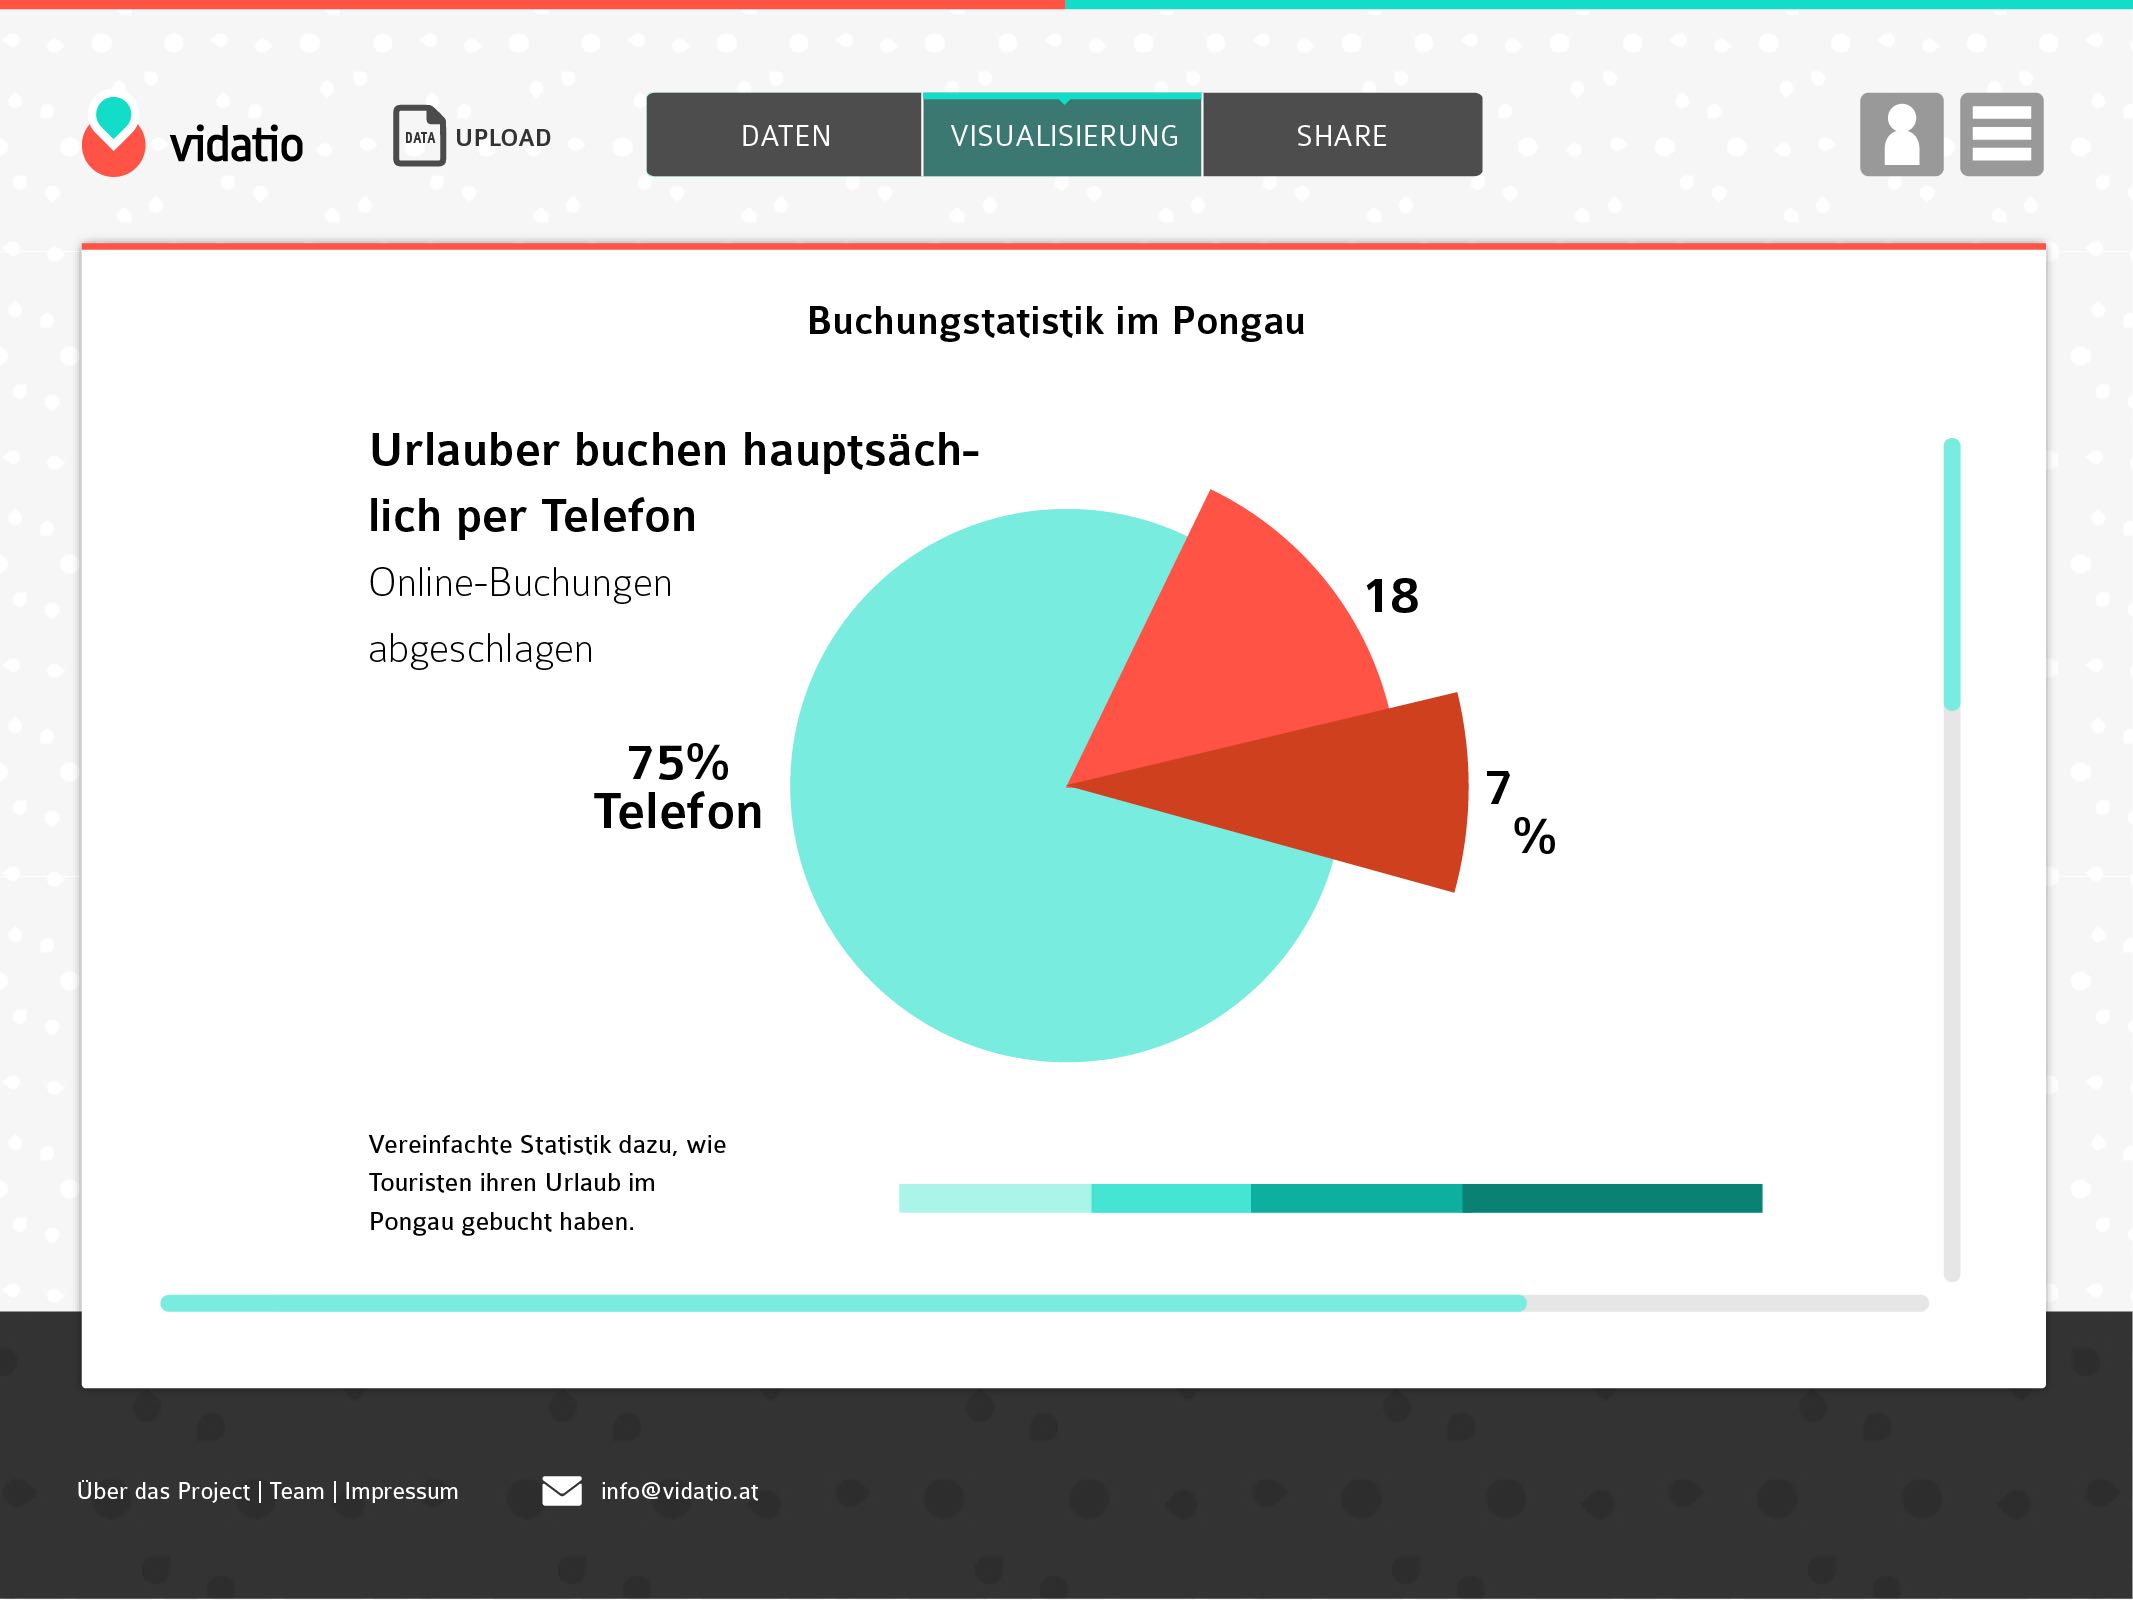 vidatio
DATA
UPLOAD
DATEN
VISUALISIERUNG
SHARE
Buchungstatistik im Pongau
Urlauber buchen hauptsäch-
lich per Telefon
Online-Buchungen
abgeschlagen
18
75%
Telefon
7
%
Vereinfachte Statistik dazu, wie
Touristen ihren Urlaub im
Pongau gebucht haben.
Über das Project | Team | Impressum
info@vidatio.at